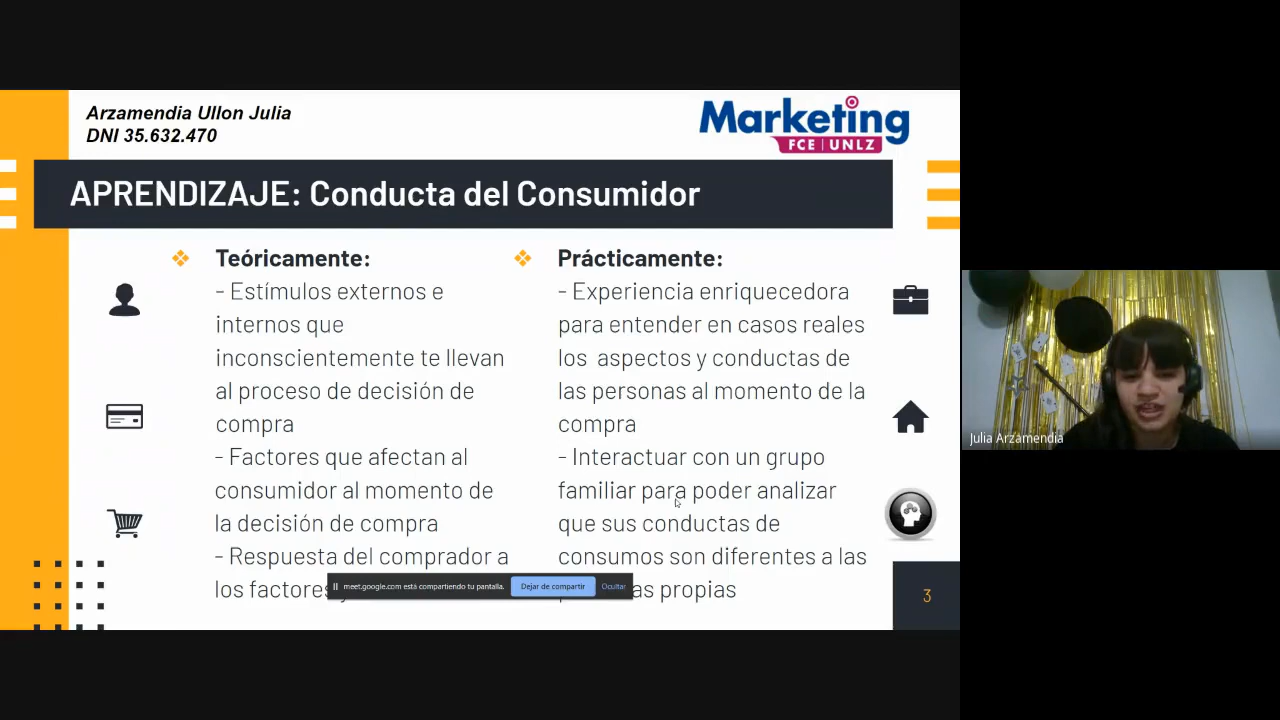 Arzamendia Ullon Julia
DNI 35.632.470
Marketing
FCE | UNLZ
APRENDIZAJE: Conducta del Consumidor
Teóricamente:
- Estímulos externos e
internos que
inconscientemente te llevan
al proceso de decisión de
compra
- Factores que afectan al
consumidor al momento de
la decisión de compra
- Respuesta del comprador a
los factores
Prácticamente:
- Experiencia enriquecedora
para entender en casos reales
los aspectos y conductas de
las personas al momento de la
compra
- Interactuar con un grupo
familiar para poder analizar
que sus conductas de
consumos son diferentes a las
propias
meet.google.com está compartiendo tu pantalla.
Dejar de compartir
Ocultar
3
Julia Arzamendia